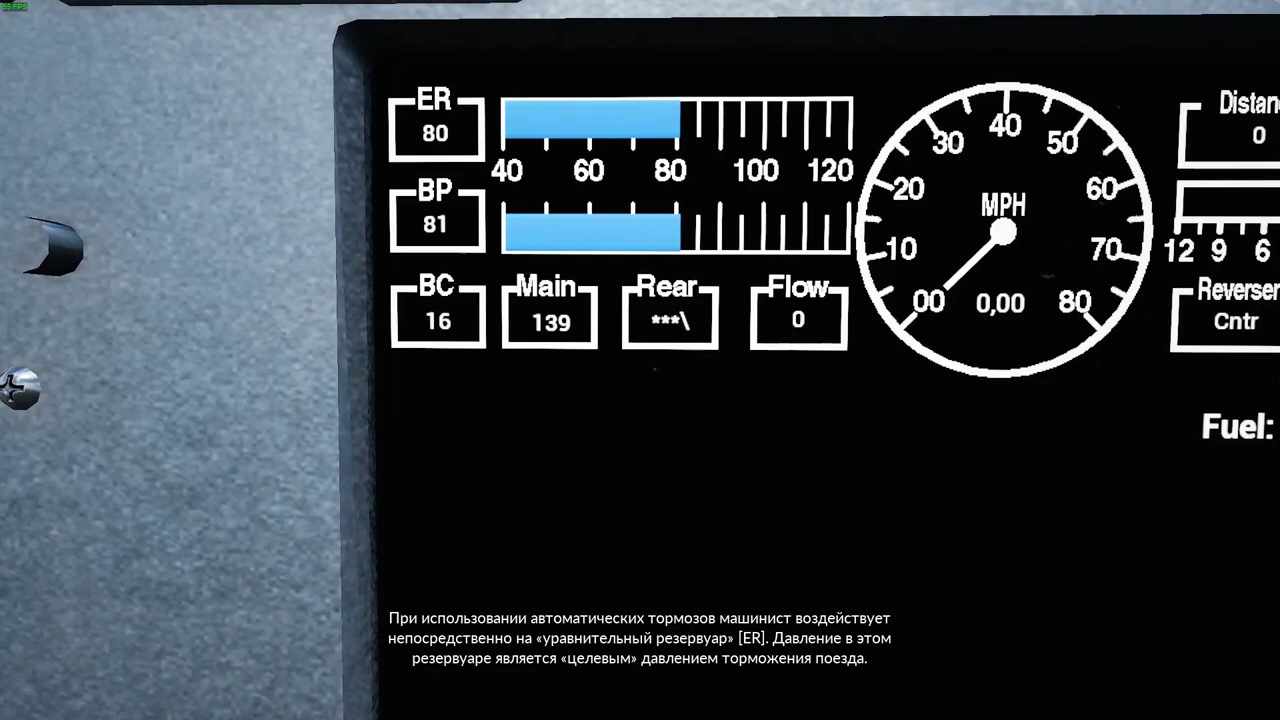 55 FPS
ER
80
40 60 80 100 120
BP
81
BC
16
Main
139
Rear
***\
Flow
0
00 10 20 30 40 50 60 70 80
MPH
0,00
0
12 9 6
Reverser
Cntr
Fuel:
При использовании автоматических тормозов машинист воздействует
непосредственно на «уравнительный резервуар» [ER]. Давление в этом
резервуаре является «целевым» давлением торможения поезда.